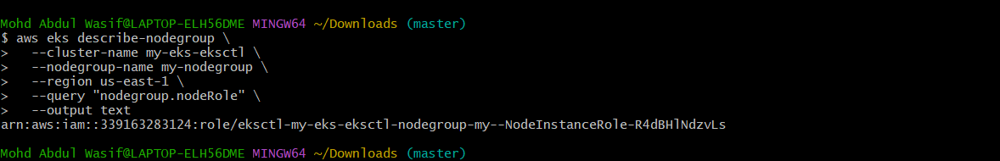 Mohd Abdul Wasif@LAPTOP-ELH56DME MINGW64 ~/Downloads (master)
$ aws eks describe-nodegroup \
>   --cluster-name my-eks-eksctl \
>   --nodegroup-name my-nodegroup \
>   --region us-east-1 \
>   --query "nodegroup.nodeRole" \
>   --output text
arn:aws:iam::339163283124:role/eksctl-my-eks-eksctl-nodegroup-my--NodeInstanceRole-R4dBHlNdzvLs
Mohd Abdul Wasif@LAPTOP-ELH56DME MINGW64 ~/Downloads (master)